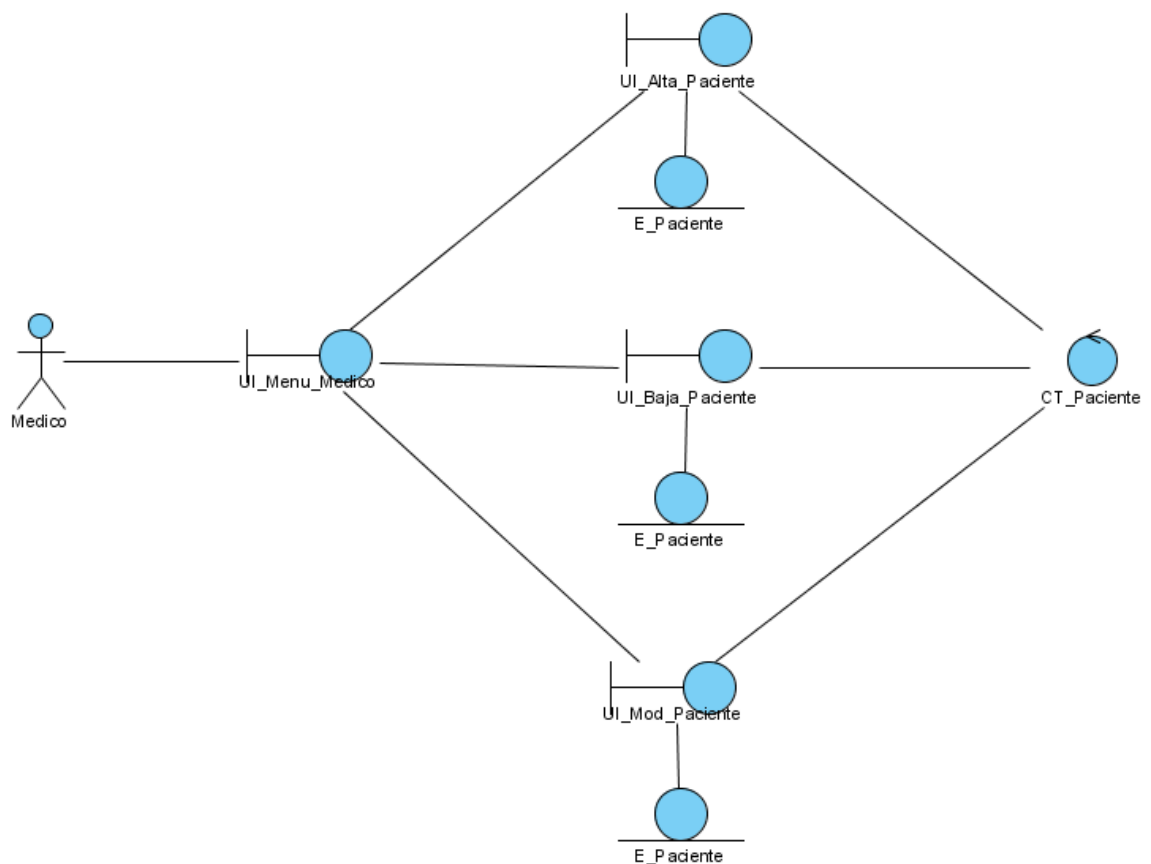 UI_Alta_Paciente
E_Paciente
Medico
UI_Menu_Medico
UI_Baja_Paciente
CT_Paciente
E_Paciente
UI_Mod_Paciente
E_Paciente